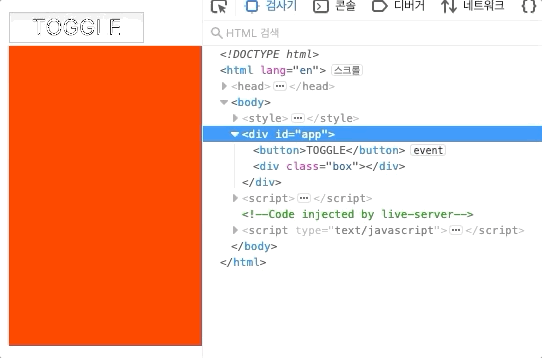 TOGGLE
검사기 콘솔 디버거 네트워크 {}
HTML 검색
<!DOCTYPE html>
<html lang="en"> 스크롤
<head> ··· </head>
<body>
<style> ··· </style>
<div id="app">
<button>TOGGLE</button> event
<div class="box"></div>
</div>
<script> ··· </script>
<!--Code injected by live-server-->
<script type="text/javascript"> ··· </script>
</body>
</html>